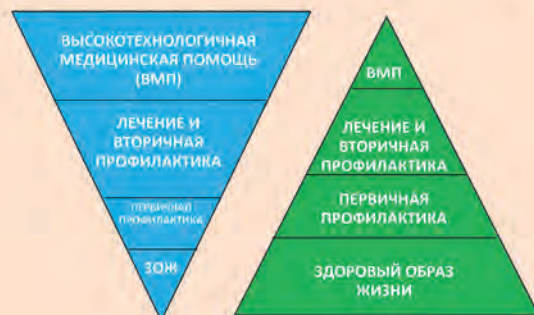 ВЫСОКОТЕХНОЛОГИЧНАЯ
МЕДИЦИНСКАЯ ПОМОЩЬ
(ВМП)
ЛЕЧЕНИЕ И
ВТОРИЧНАЯ
ПРОФИЛАКТИКА
ПЕРВИЧНАЯ
ПРОФИЛАКТИКА
ЗОЖ
ВМП
ЛЕЧЕНИЕ И
ВТОРИЧНАЯ
ПРОФИЛАКТИКА
ПЕРВИЧНАЯ
ПРОФИЛАКТИКА
ЗДОРОВЫЙ ОБРАЗ
ЖИЗНИ